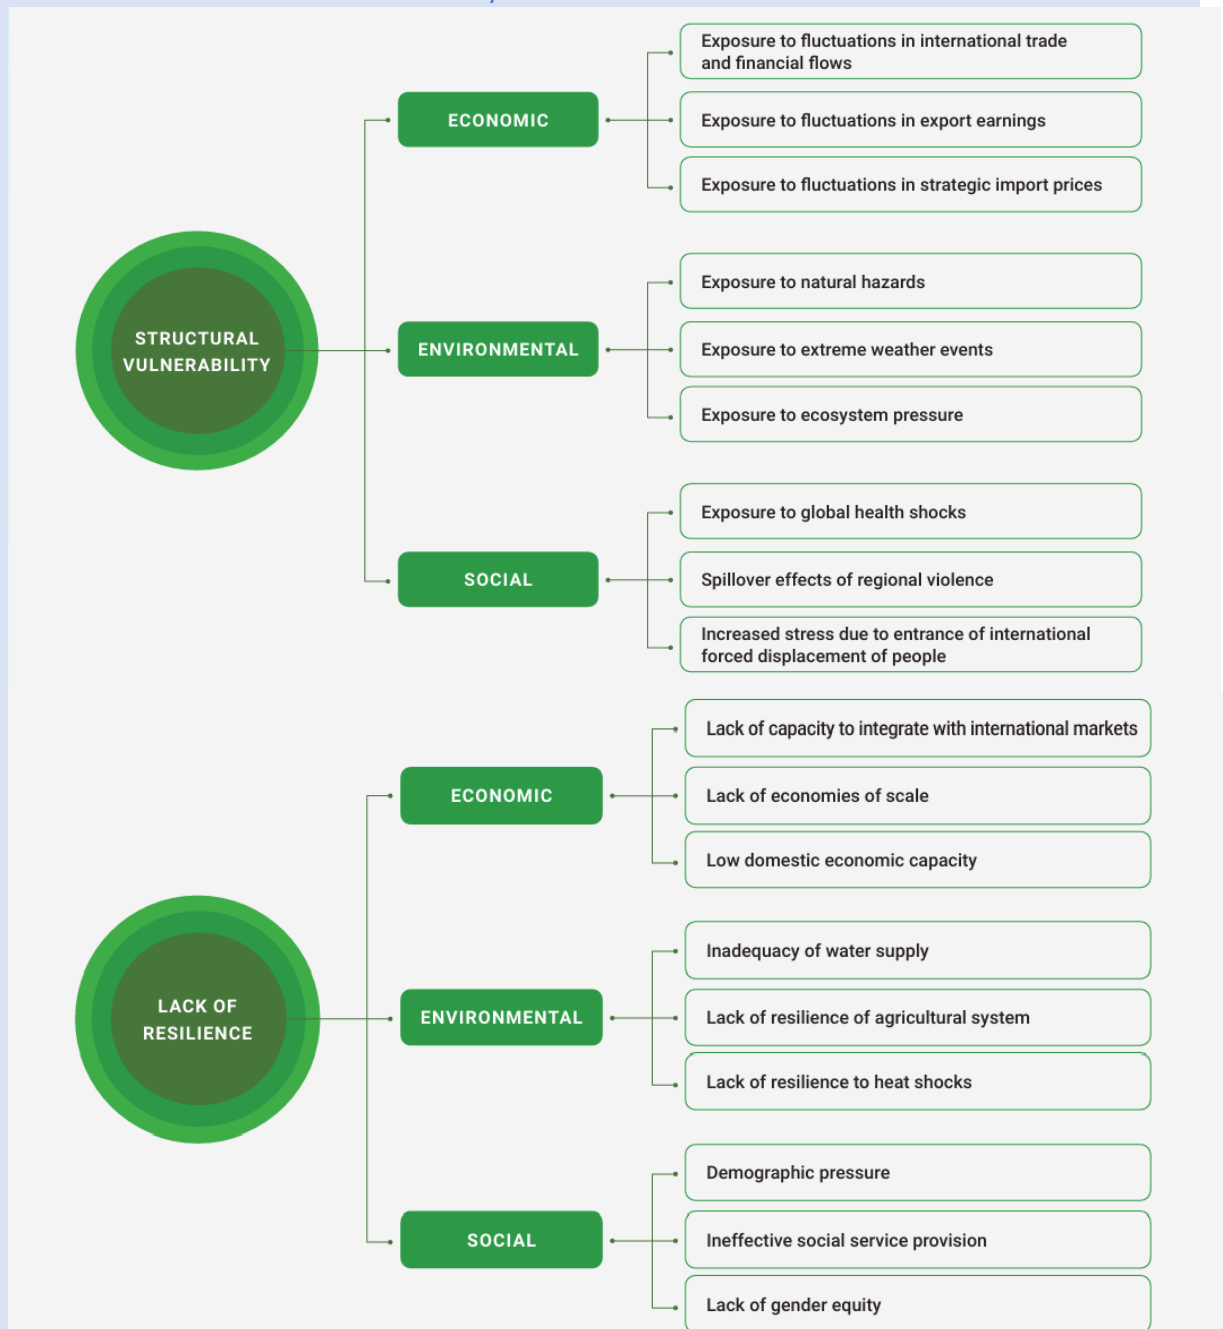 STRUCTURAL
VULNERABILITY
ECONOMIC
Exposure to fluctuations in international trade
and financial flows
Exposure to fluctuations in export earnings
Exposure to fluctuations in strategic import prices
ENVIRONMENTAL
Exposure to natural hazards
Exposure to extreme weather events
Exposure to ecosystem pressure
SOCIAL
Exposure to global health shocks
Spillover effects of regional violence
Increased stress due to entrance of international
forced displacement of people
LACK OF
RESILIENCE
ECONOMIC
Lack of capacity to integrate with international markets
Lack of economies of scale
Low domestic economic capacity
ENVIRONMENTAL
Inadequacy of water supply
Lack of resilience of agricultural system
Lack of resilience to heat shocks
SOCIAL
Demographic pressure
Ineffective social service provision
Lack of gender equity